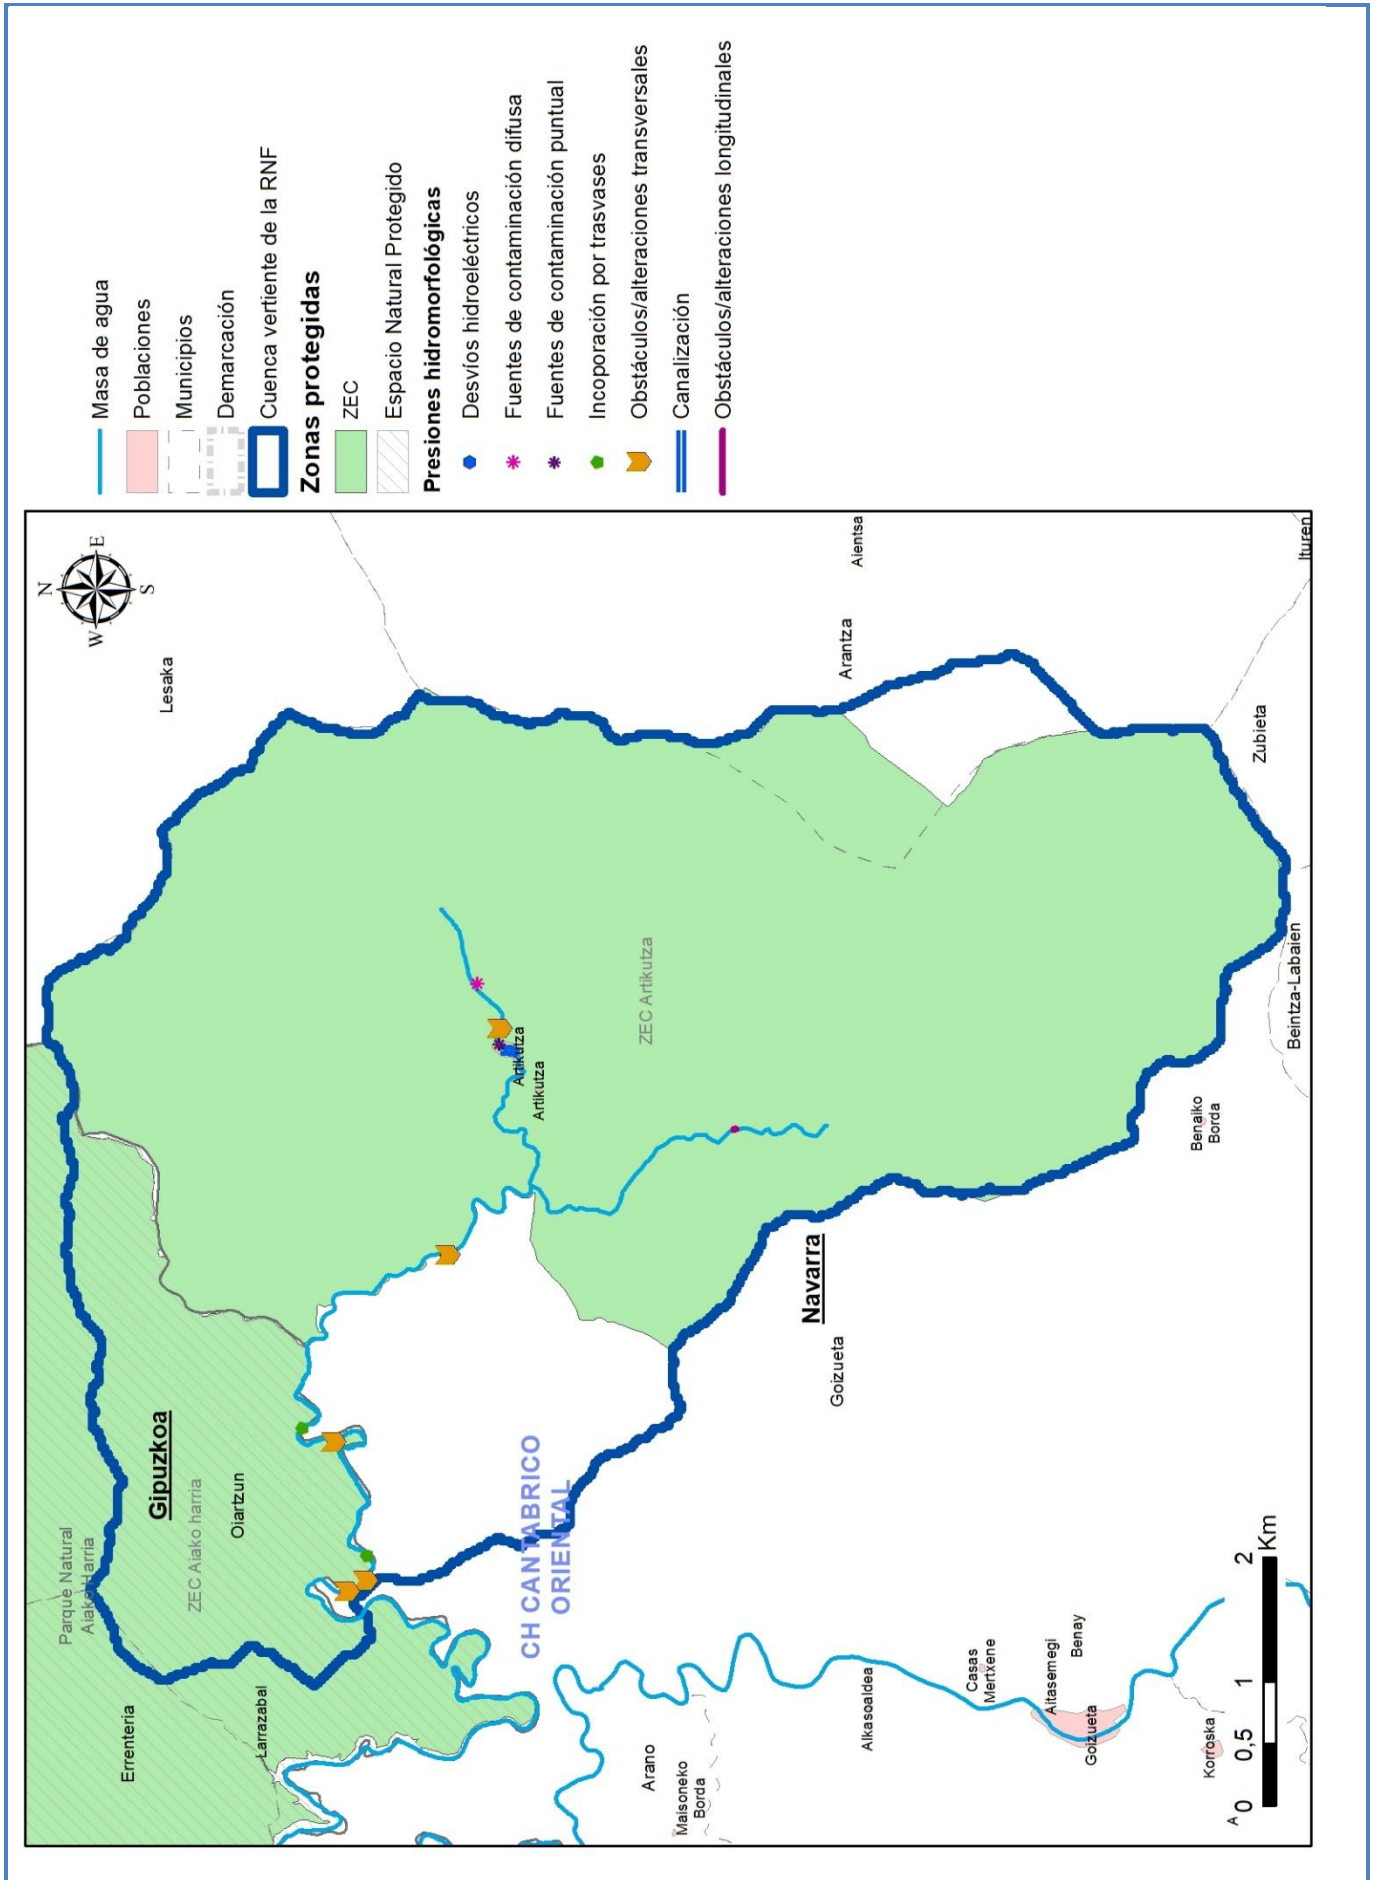 Parque Natural
Aiako Harria
Errenteria
Larrazabal
ZEC Aiako harria
Gipuzkoa
Oiartzun
Lesaka
N
W
E
S
Artikutza
Artikutza
ZEC Artikutza
CH CANTABRICO
ORIENTAL
Navarra
Goizueta
Arantza
Aientsa
Arano
Maisoneko
Borda
Alkasoaldea
Casas
Mertxene
Aitasemegi
Benay
Goizueta
Korroska
Benaiko
Borda
Beintza-Labaien
Zubieta
Ituren
A
0 0,5 1 2
Km
Masa de agua
Poblaciones
Municipios
Demarcación
Cuenca vertiente de la RNF
Zonas protegidas
ZEC
Espacio Natural Protegido
Presiones hidromorfológicas
Desvíos hidroeléctricos
Fuentes de contaminación difusa
Fuentes de contaminación puntual
Incoporación por trasvases
Obstáculos/alteraciones transversales
Canalización
Obstáculos/alteraciones longitudinales